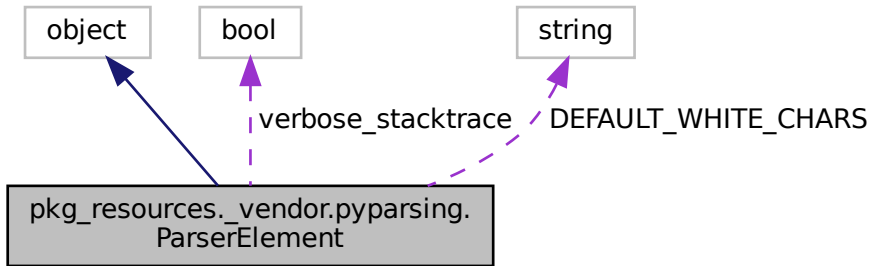 object
bool
string
verbose_stacktrace
DEFAULT_WHITE_CHARS
pkg_resources._vendor.pyparsing.
ParserElement